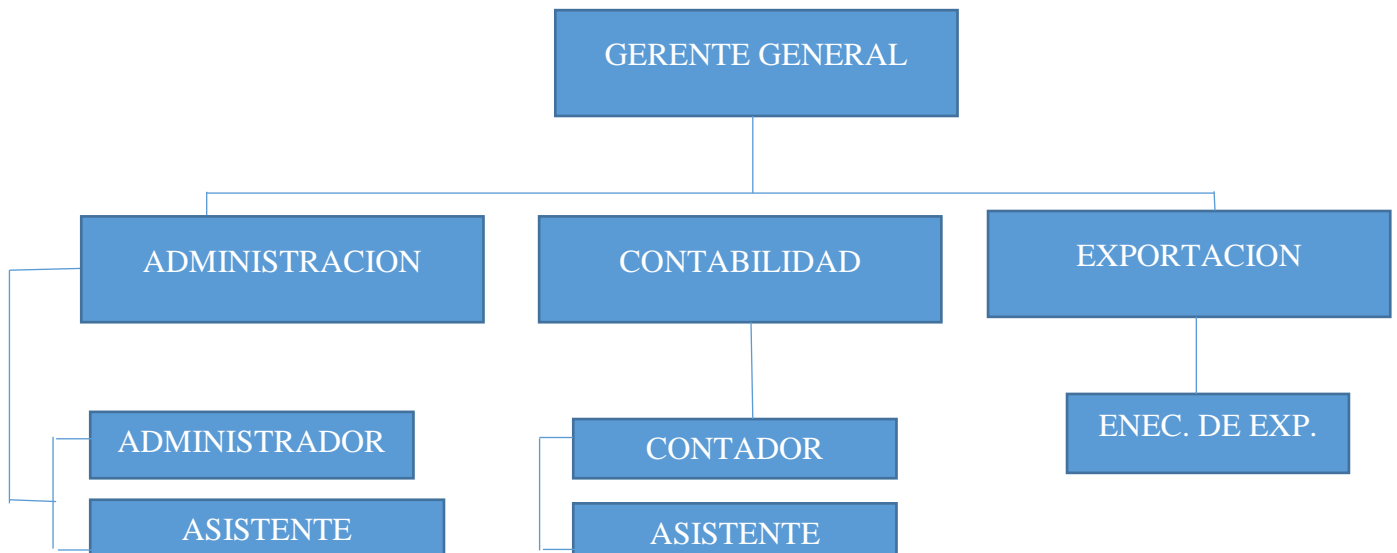 GERENTE GENERAL
ADMINISTRACION
CONTABILIDAD
EXPORTACION
ADMINISTRADOR
CONTADOR
ENEC. DE EXP.
ASISTENTE
ASISTENTE